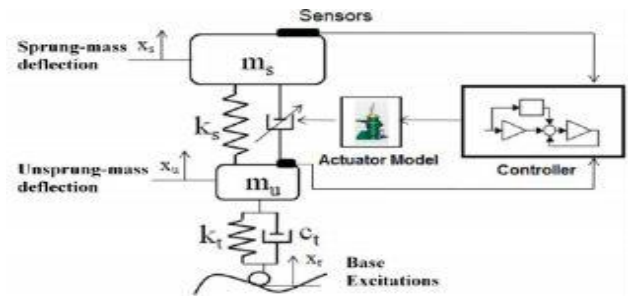 Sensors
Sprung-mass
deflection
xs
ms
ks
Actuator Model
Controller
Unsprung-mass
deflection
xu
mu
kt
ct
xr
Base
Excitations